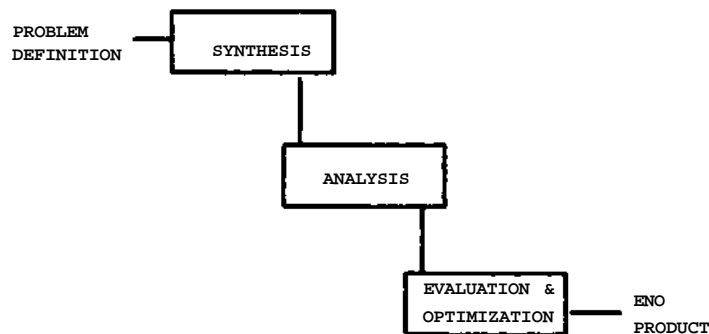 PROBLEM
DEFINITION
SYNTHESIS
ANALYSIS
EVALUATION &
OPTIMIZATION
ENO
PRODUCT